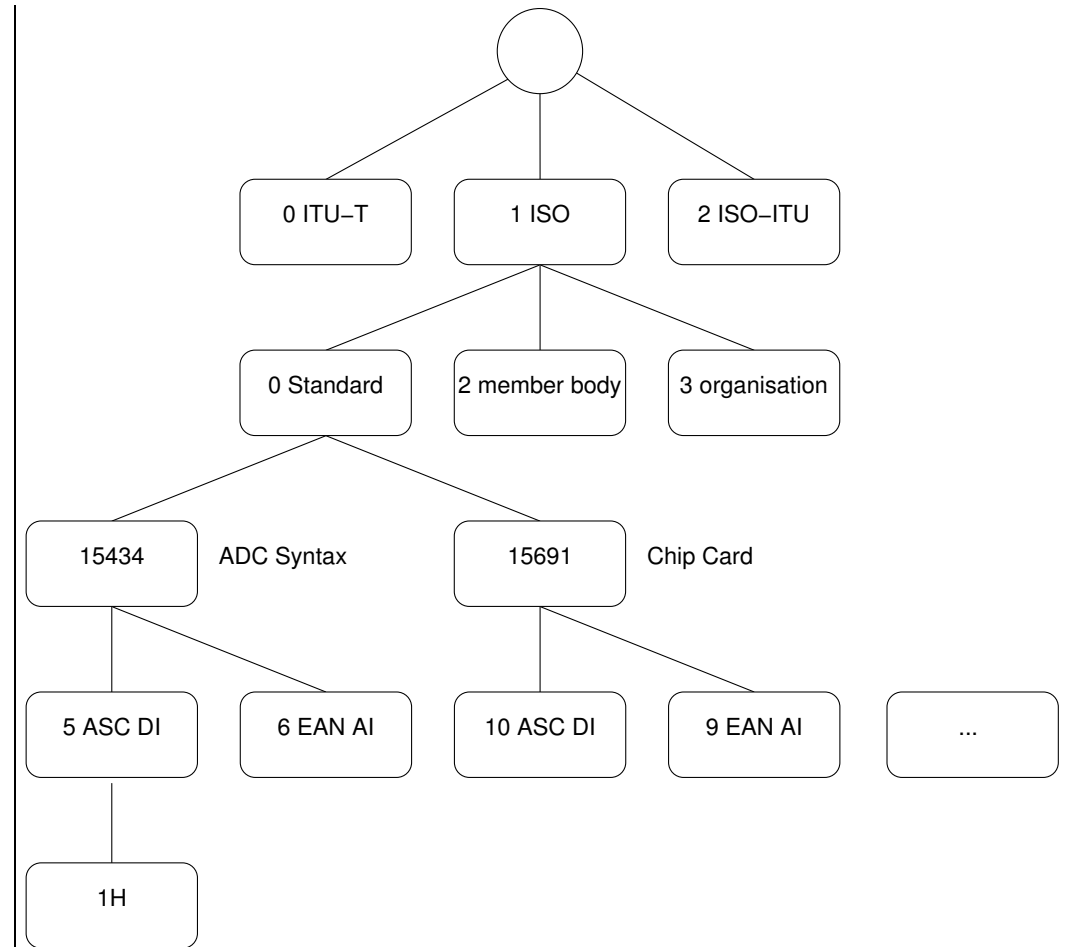 0 ITU−T
1 ISO
2 ISO−ITU
0 Standard
2 member body
3 organisation
15434
ADC Syntax
15691
Chip Card
5 ASC DI
6 EAN AI
10 ASC DI
9 EAN AI
...
1H